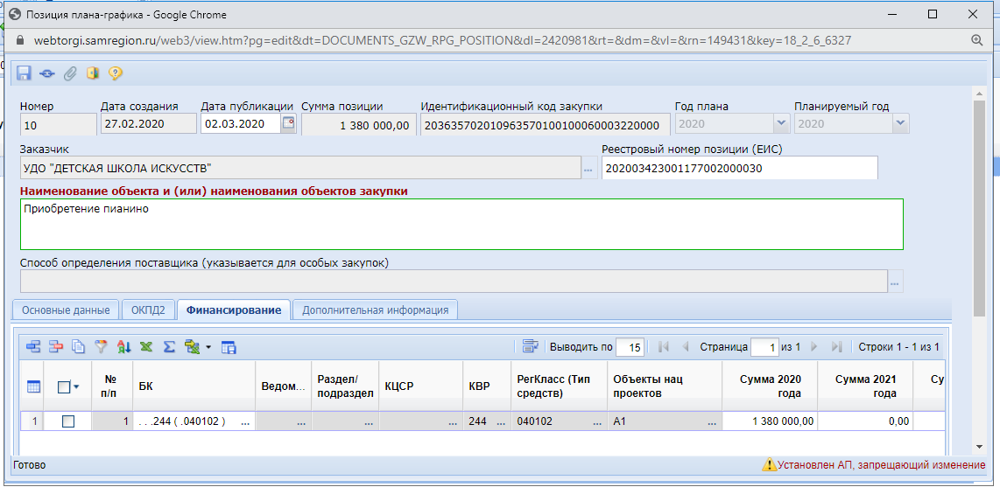 Позиция плана-графика - Google Chrome
webtorgi.samregion.ru/web3/view.htm?pg=edit&dt=DOCUMENTS_GZW_RPG_POSITION&dl=2420981&rt=&dm=&vl=&rn=149431&key=18_2_6_6327
Номер Дата создания Дата публикации Сумма позиции Идентификационный код закупки Год плана Планируемый год
10 27.02.2020 02.03.2020 1 380 000,00 203635702010963570100100060003220000 2020 2020
Заказчик Реестровый номер позиции (ЕИС)
УДО "ДЕТСКАЯ ШКОЛА ИСКУССТВ" ... 202003423001177002000030
Наименование объекта и (или) наименования объектов закупки
Приобретение пианино
Способ определения поставщика (указывается для особых закупок)
...
Основные данные ОКПД2 Финансирование Дополнительная информация
Выводить по 15 Страница 1 из 1 Строки 1 - 1 из 1
№ п/п БК Ведом... Раздел/ подраздел КЦСР КВР РегКласс (Тип средств) Объекты нац проектов Сумма 2020 года Сумма 2021 года Су
1 1 . . .244 ( .040102 ) ... ... ... ... 244 ... 040102 ... А1 ... 1 380 000,00 0,00
Готово Установлен АП, запрещающий изменение